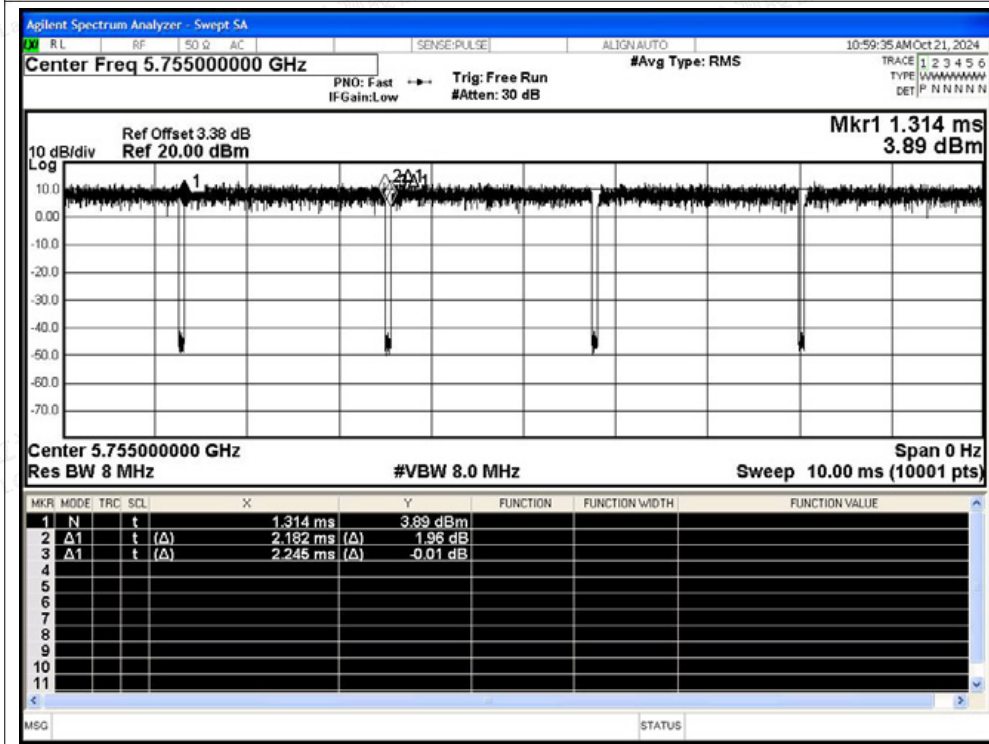 Agilent Spectrum Analyzer - Swept SA
RL RF 50 Ω AC SENSE:PULSE ALIGN AUTO 10:59:35 AM Oct 21, 2024
Center Freq 5.755000000 GHz #Avg Type: RMS TRACE 1 2 3 4 5 6
PNO: Fast Trig: Free Run TYPE WWWWWW
IFGain:Low #Atten: 30 dB DET P N N N N N
Mkr1 1.314 ms
Ref Offset 3.38 dB
10 dB/div Ref 20.00 dBm 3.89 dBm
Log
10.0
0.00
-10.0
-20.0
-30.0
-40.0
-50.0
-60.0
-70.0
1
2Δ1
Center 5.755000000 GHz Span 0 Hz
Res BW 8 MHz #VBW 8.0 MHz Sweep 10.00 ms (10001 pts)
MKR MODE TRC SCL X Y FUNCTION FUNCTION WIDTH FUNCTION VALUE
1 N t 1.314 ms 3.89 dBm
2 Δ1 t (Δ) 2.182 ms (Δ) 1.96 dB
3 Δ1 t (Δ) 2.245 ms (Δ) -0.01 dB
4
5
6
7
8
9
10
11
MSG STATUS